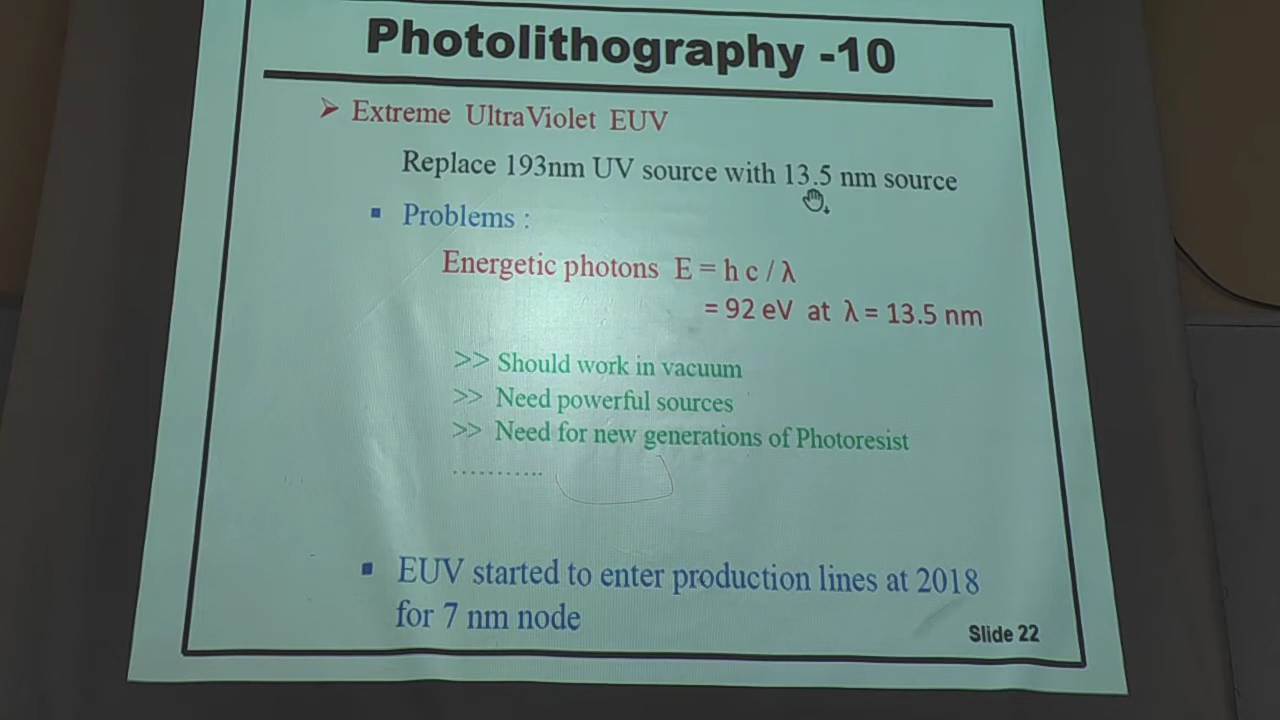 Photolithography -10
➢ Extreme UltraViolet EUV
Replace 193nm UV source with 13.5 nm source
▪ Problems :
Energetic photons E = h c / λ
= 92 eV at λ = 13.5 nm
>> Should work in vacuum
>> Need powerful sources
>> Need for new generations of Photoresist
...........
▪ EUV started to enter production lines at 2018
for 7 nm node
Slide 22